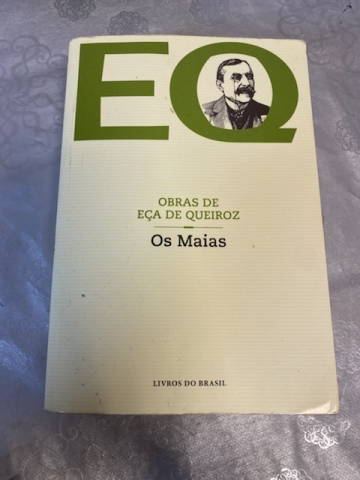 EQ
OBRAS DE
EÇA DE QUEIROZ
Os Maias
LIVROS DO BRASIL